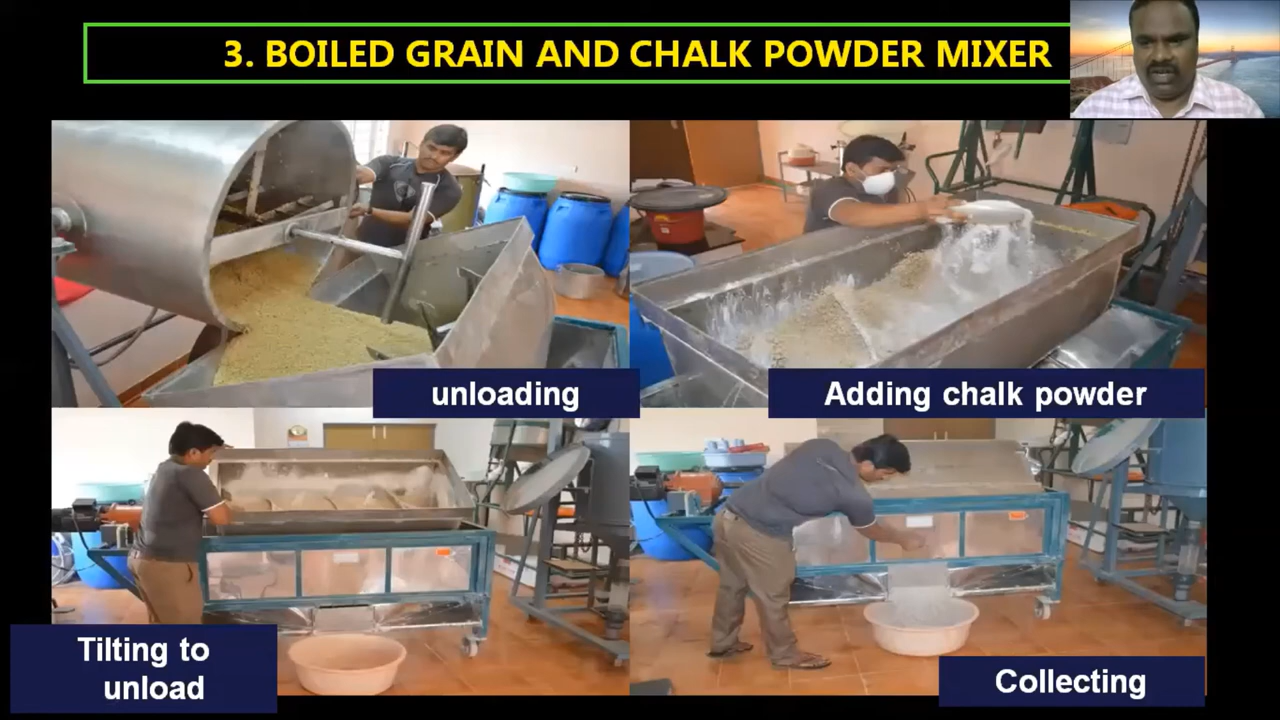 3. BOILED GRAIN AND CHALK POWDER MIXER
unloading
Adding chalk powder
Tilting to
unload
Collecting